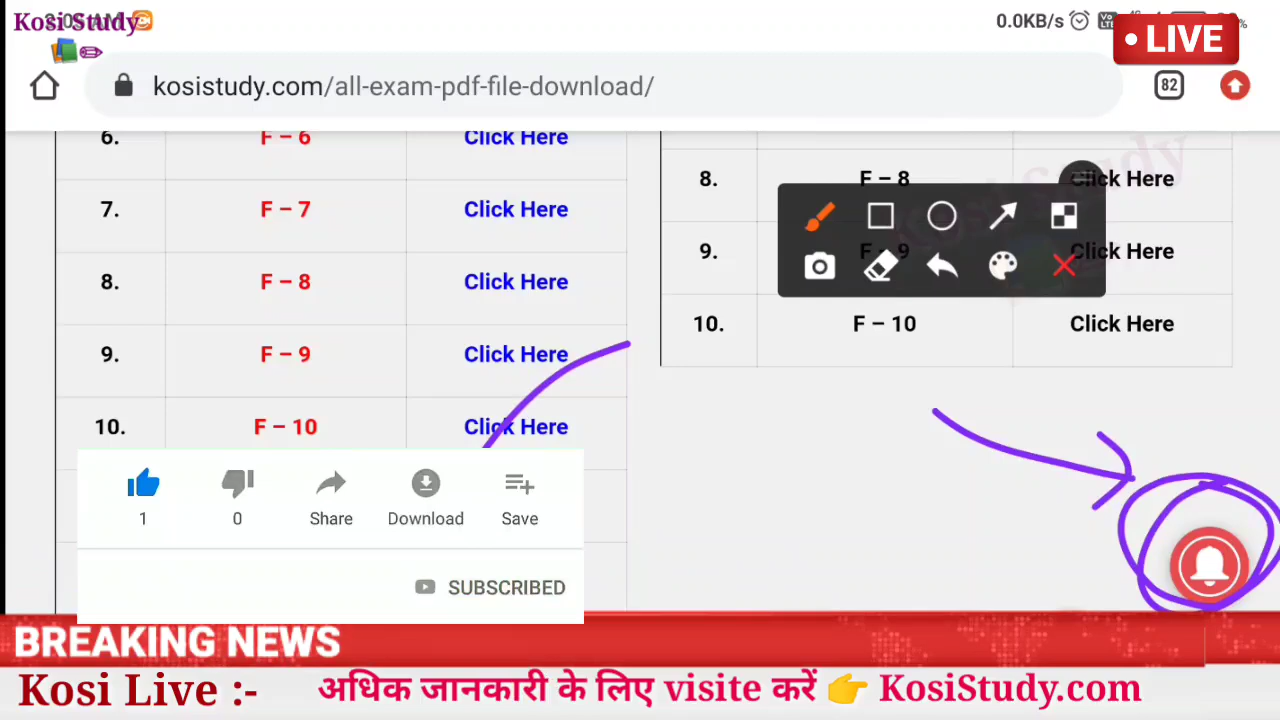 Kosi Study
0.0KB/s
LIVE
kosistudy.com/all-exam-pdf-file-download/
82
6. F – 6 Click Here
7. F – 7 Click Here
8. F – 8 Click Here
9. F – 9 Click Here
10. F – 10 Click Here
8. F – 8 Click Here
9. F – 9 Click Here
10. F – 10 Click Here
Kosi Study
1 0 Share Download Save
SUBSCRIBED
BREAKING NEWS
Kosi Live :- अधिक जानकारी के लिए visite करें 👉 KosiStudy.com